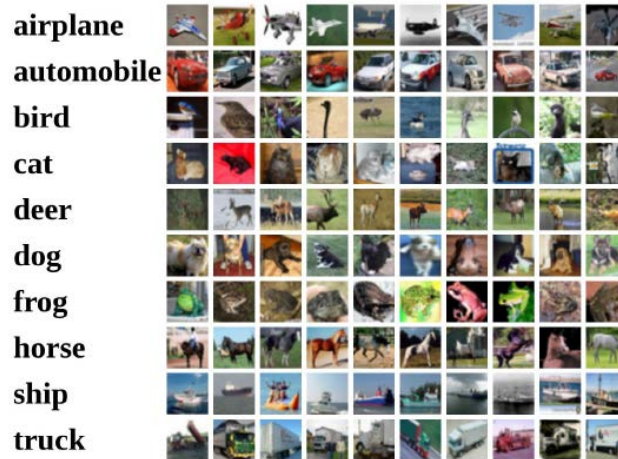 airplane
automobile
bird
cat
deer
dog
frog
horse
ship
truck